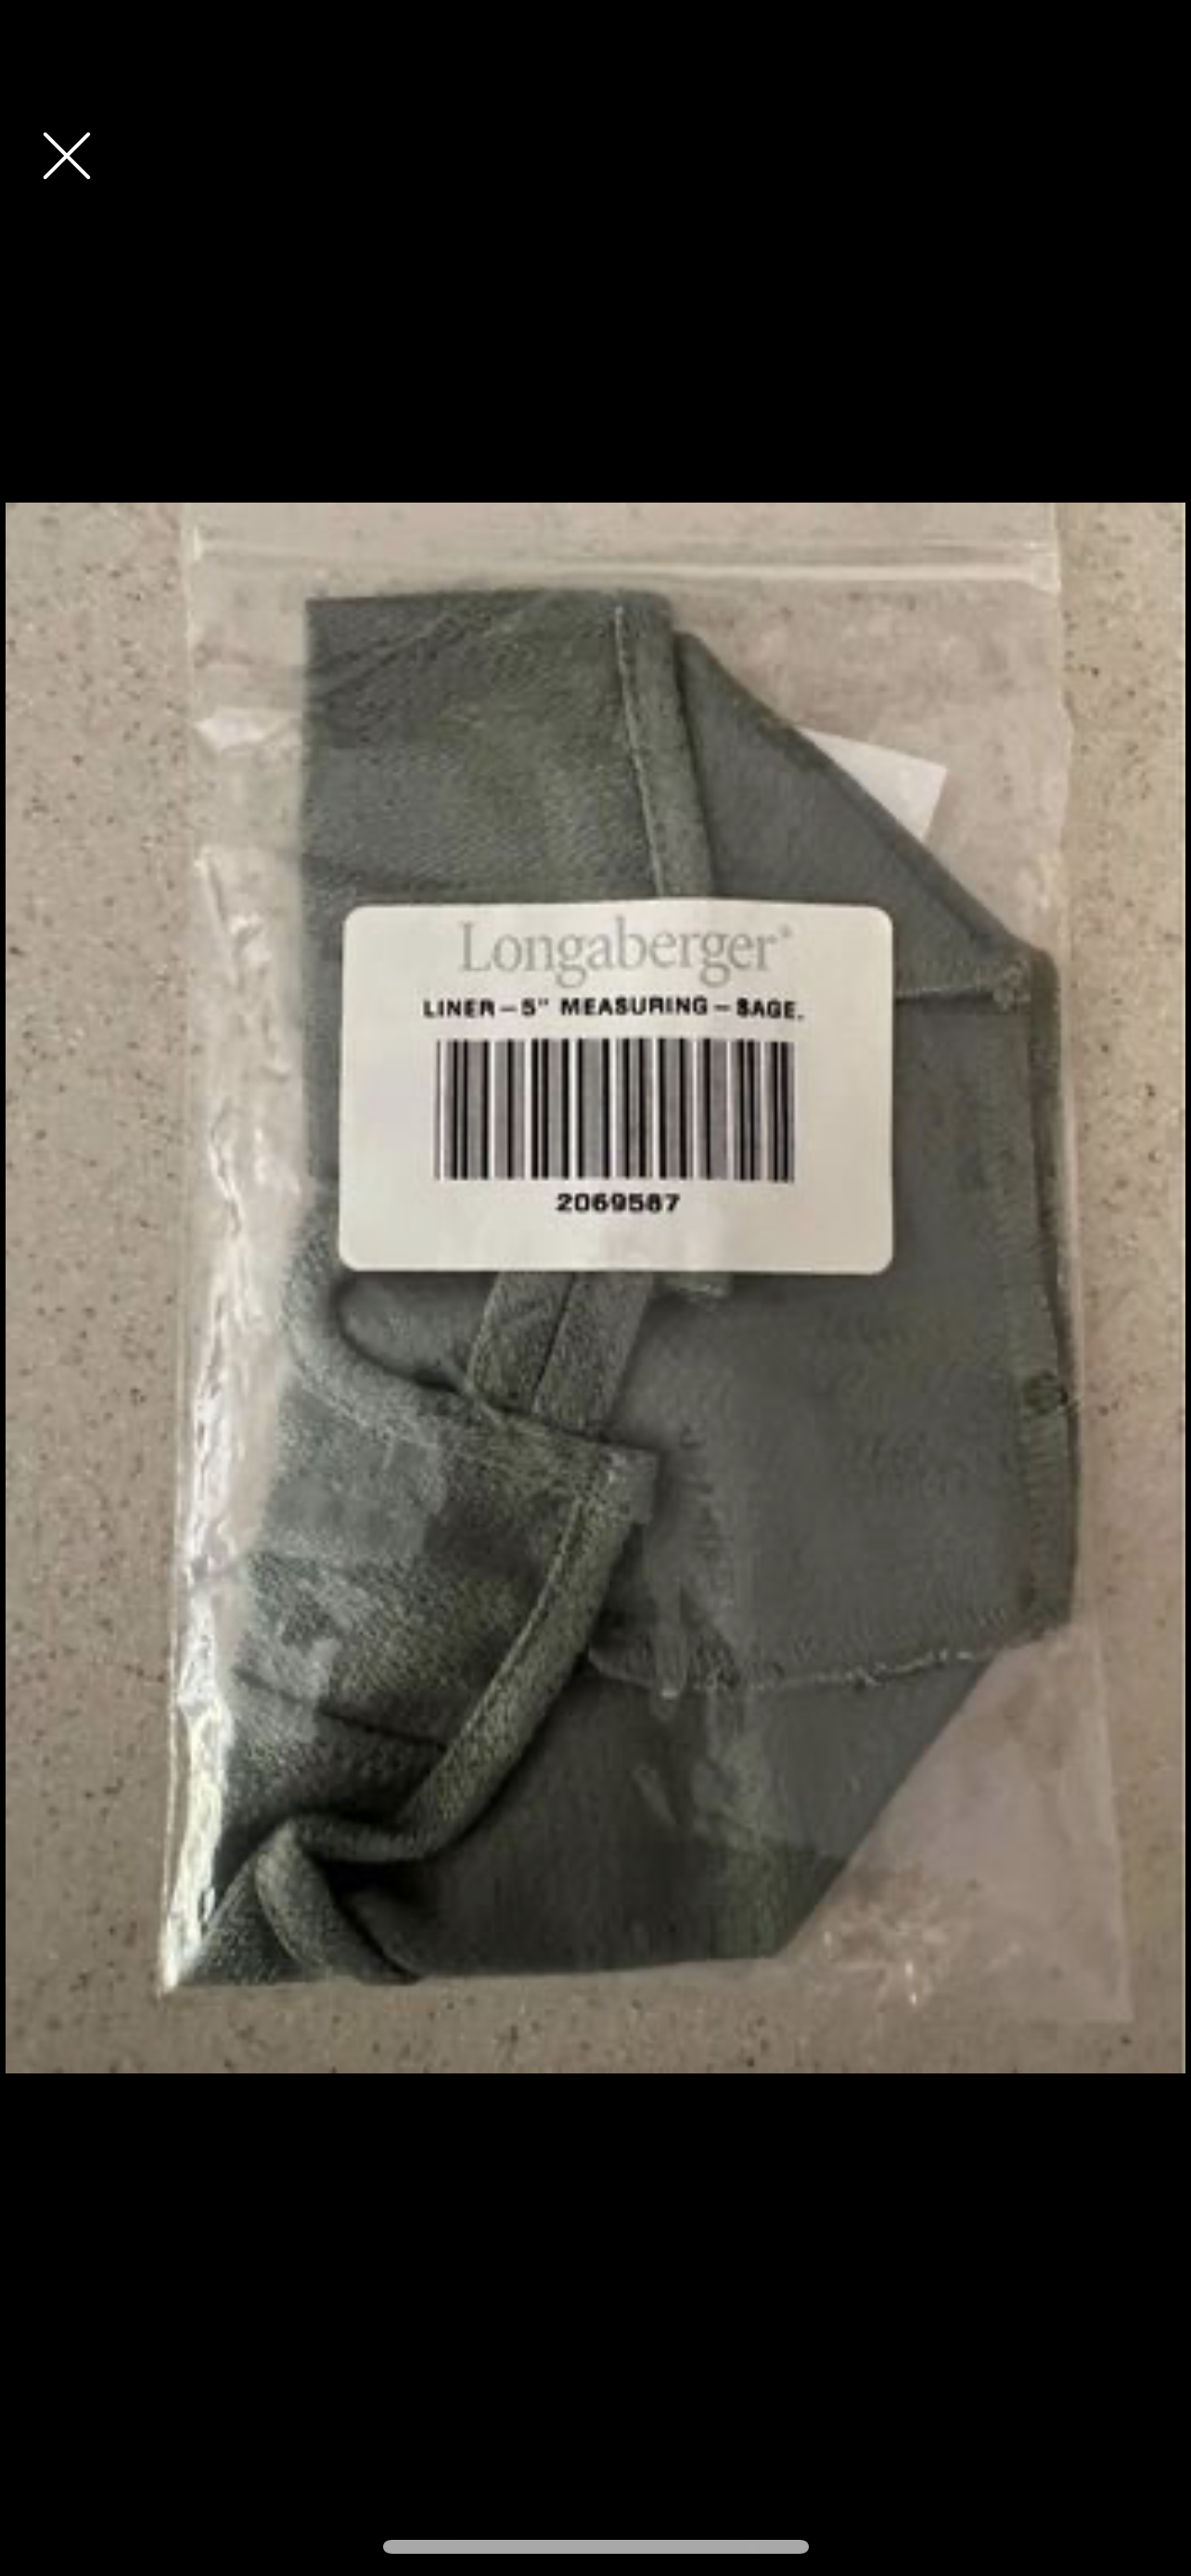 Longaberger®
LINER – 5" MEASURING – SAGE.
2069587